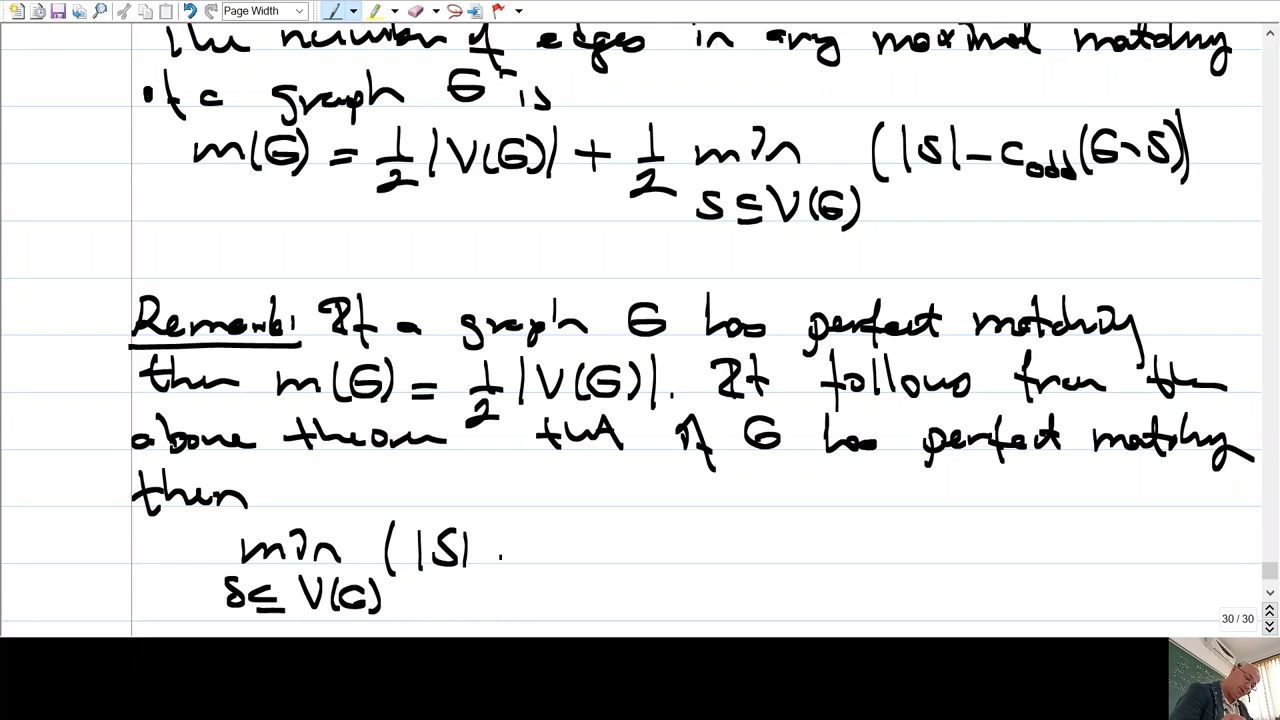 Page Width
The number of edges in any maximal matching
of a graph G is
m(G) = 1/2 |V(G)| + 1/2 min (|S| - c_odd(G-S))
S ⊆ V(G)
Remark: If a graph G has perfect matching
then m(G) = 1/2 |V(G)|. It follows from the
above theorem that if G has perfect matching
then
min (|S|
S ⊆ V(G)
30 / 30